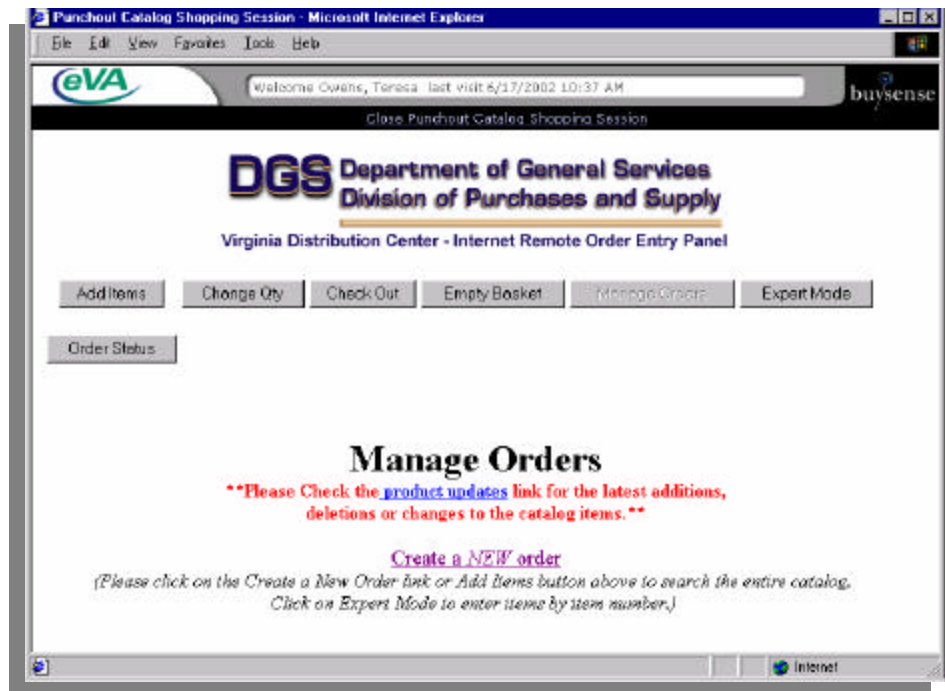 Punchout Catalog Shopping Session - Microsoft Internet Explorer
File Edit View Favorites Tools Help
eVA
Welcome Owens, Teresa last visit 6/17/2002 10:37 AM
buysense
Close Punchout Catalog Shopping Session
DGS Department of General Services
Division of Purchases and Supply
Virginia Distribution Center - Internet Remote Order Entry Panel
Add Items Change Qty Check Out Empty Basket Manage Orders Expert Mode
Order Status
Manage Orders
**Please Check the product updates link for the latest additions,
deletions or changes to the catalog items.**
Create a NEW order
(Please click on the Create a New Order link or Add Items button above to search the entire catalog.
Click on Expert Mode to enter items by item number.)
Internet